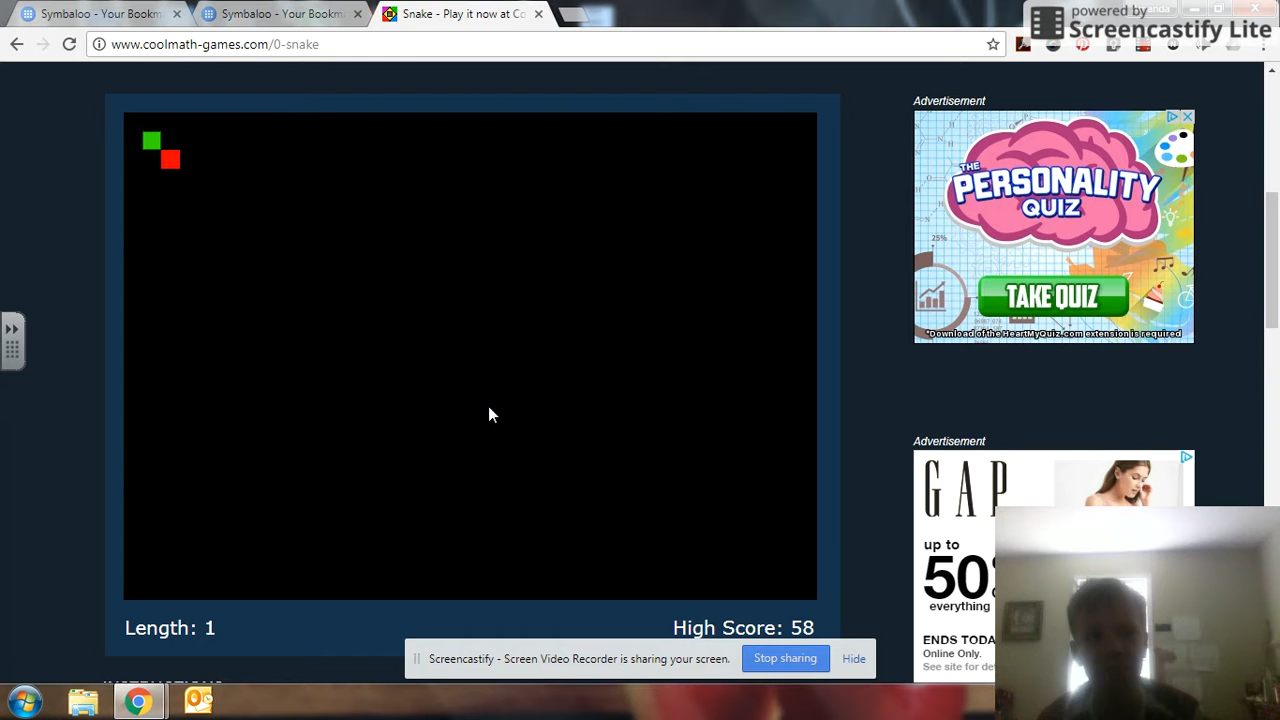 Symbaloo - Your Bookm
Symbaloo - Your Bookm
Snake - Play it now at Co
powered by
Screencastify Lite
www.coolmath-games.com/0-snake
Advertisement
THE
PERSONALITY
QUIZ
25%
TAKE QUIZ
*Download of the HeartMyQuiz.com extension is required
Advertisement
GAP
up to
50%
everything
ENDS TODA
Online Only.
See site for de
Length: 1
High Score: 58
Screencastify - Screen Video Recorder is sharing your screen.
Stop sharing
Hide